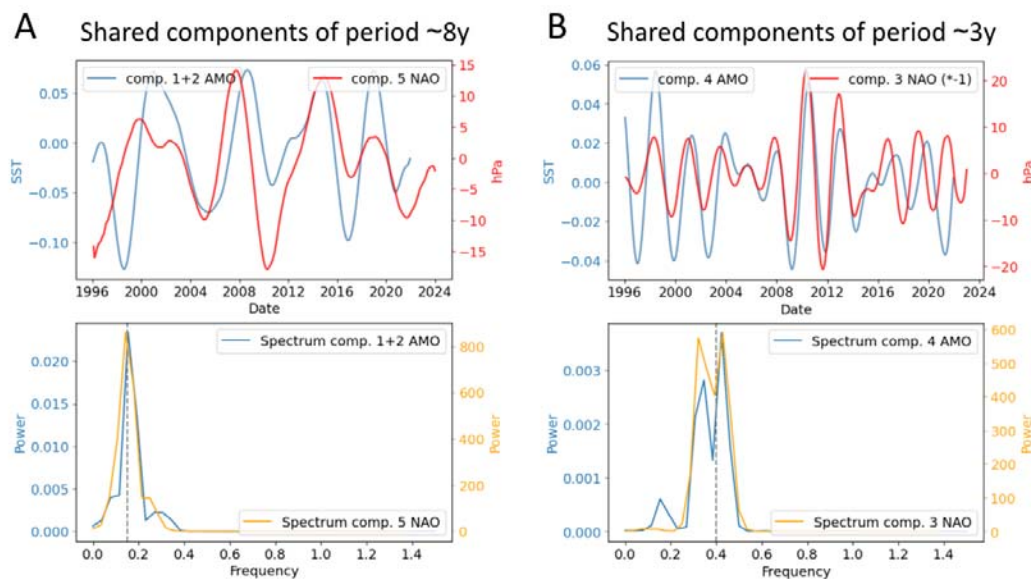 A Shared components of period ~8y
comp. 1+2 AMO
comp. 5 NAO
0.05
0.00
−0.05
−0.10
SST
15
10
5
0
−5
−10
−15
hPa
1996 2000 2004 2008 2012 2016 2020 2024
Date
Spectrum comp. 1+2 AMO
Spectrum comp. 5 NAO
0.020
0.015
0.010
0.005
0.000
Power
800
600
400
200
0
Power
0.0 0.2 0.4 0.6 0.8 1.0 1.2 1.4
Frequency
B Shared components of period ~3y
comp. 4 AMO
comp. 3 NAO (*-1)
0.06
0.04
0.02
0.00
−0.02
−0.04
SST
20
10
0
−10
−20
hPa
1996 2000 2004 2008 2012 2016 2020 2024
Date
Spectrum comp. 4 AMO
Spectrum comp. 3 NAO
0.003
0.002
0.001
0.000
Power
600
500
400
300
200
100
0
Power
0.0 0.2 0.4 0.6 0.8 1.0 1.2 1.4
Frequency